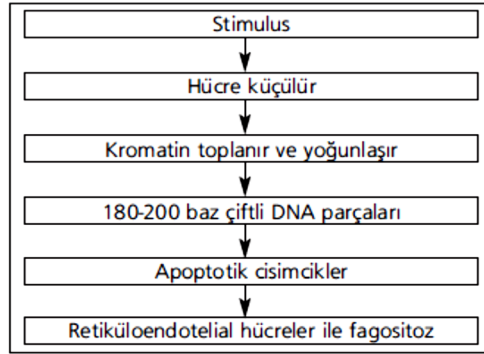 Stimulus
Hücre küçülür
Kromatin toplanır ve yoğunlaşır
180-200 baz çiftli DNA parçaları
Apoptotik cisimcikler
Retiküloendotelial hücreler ile fagositoz